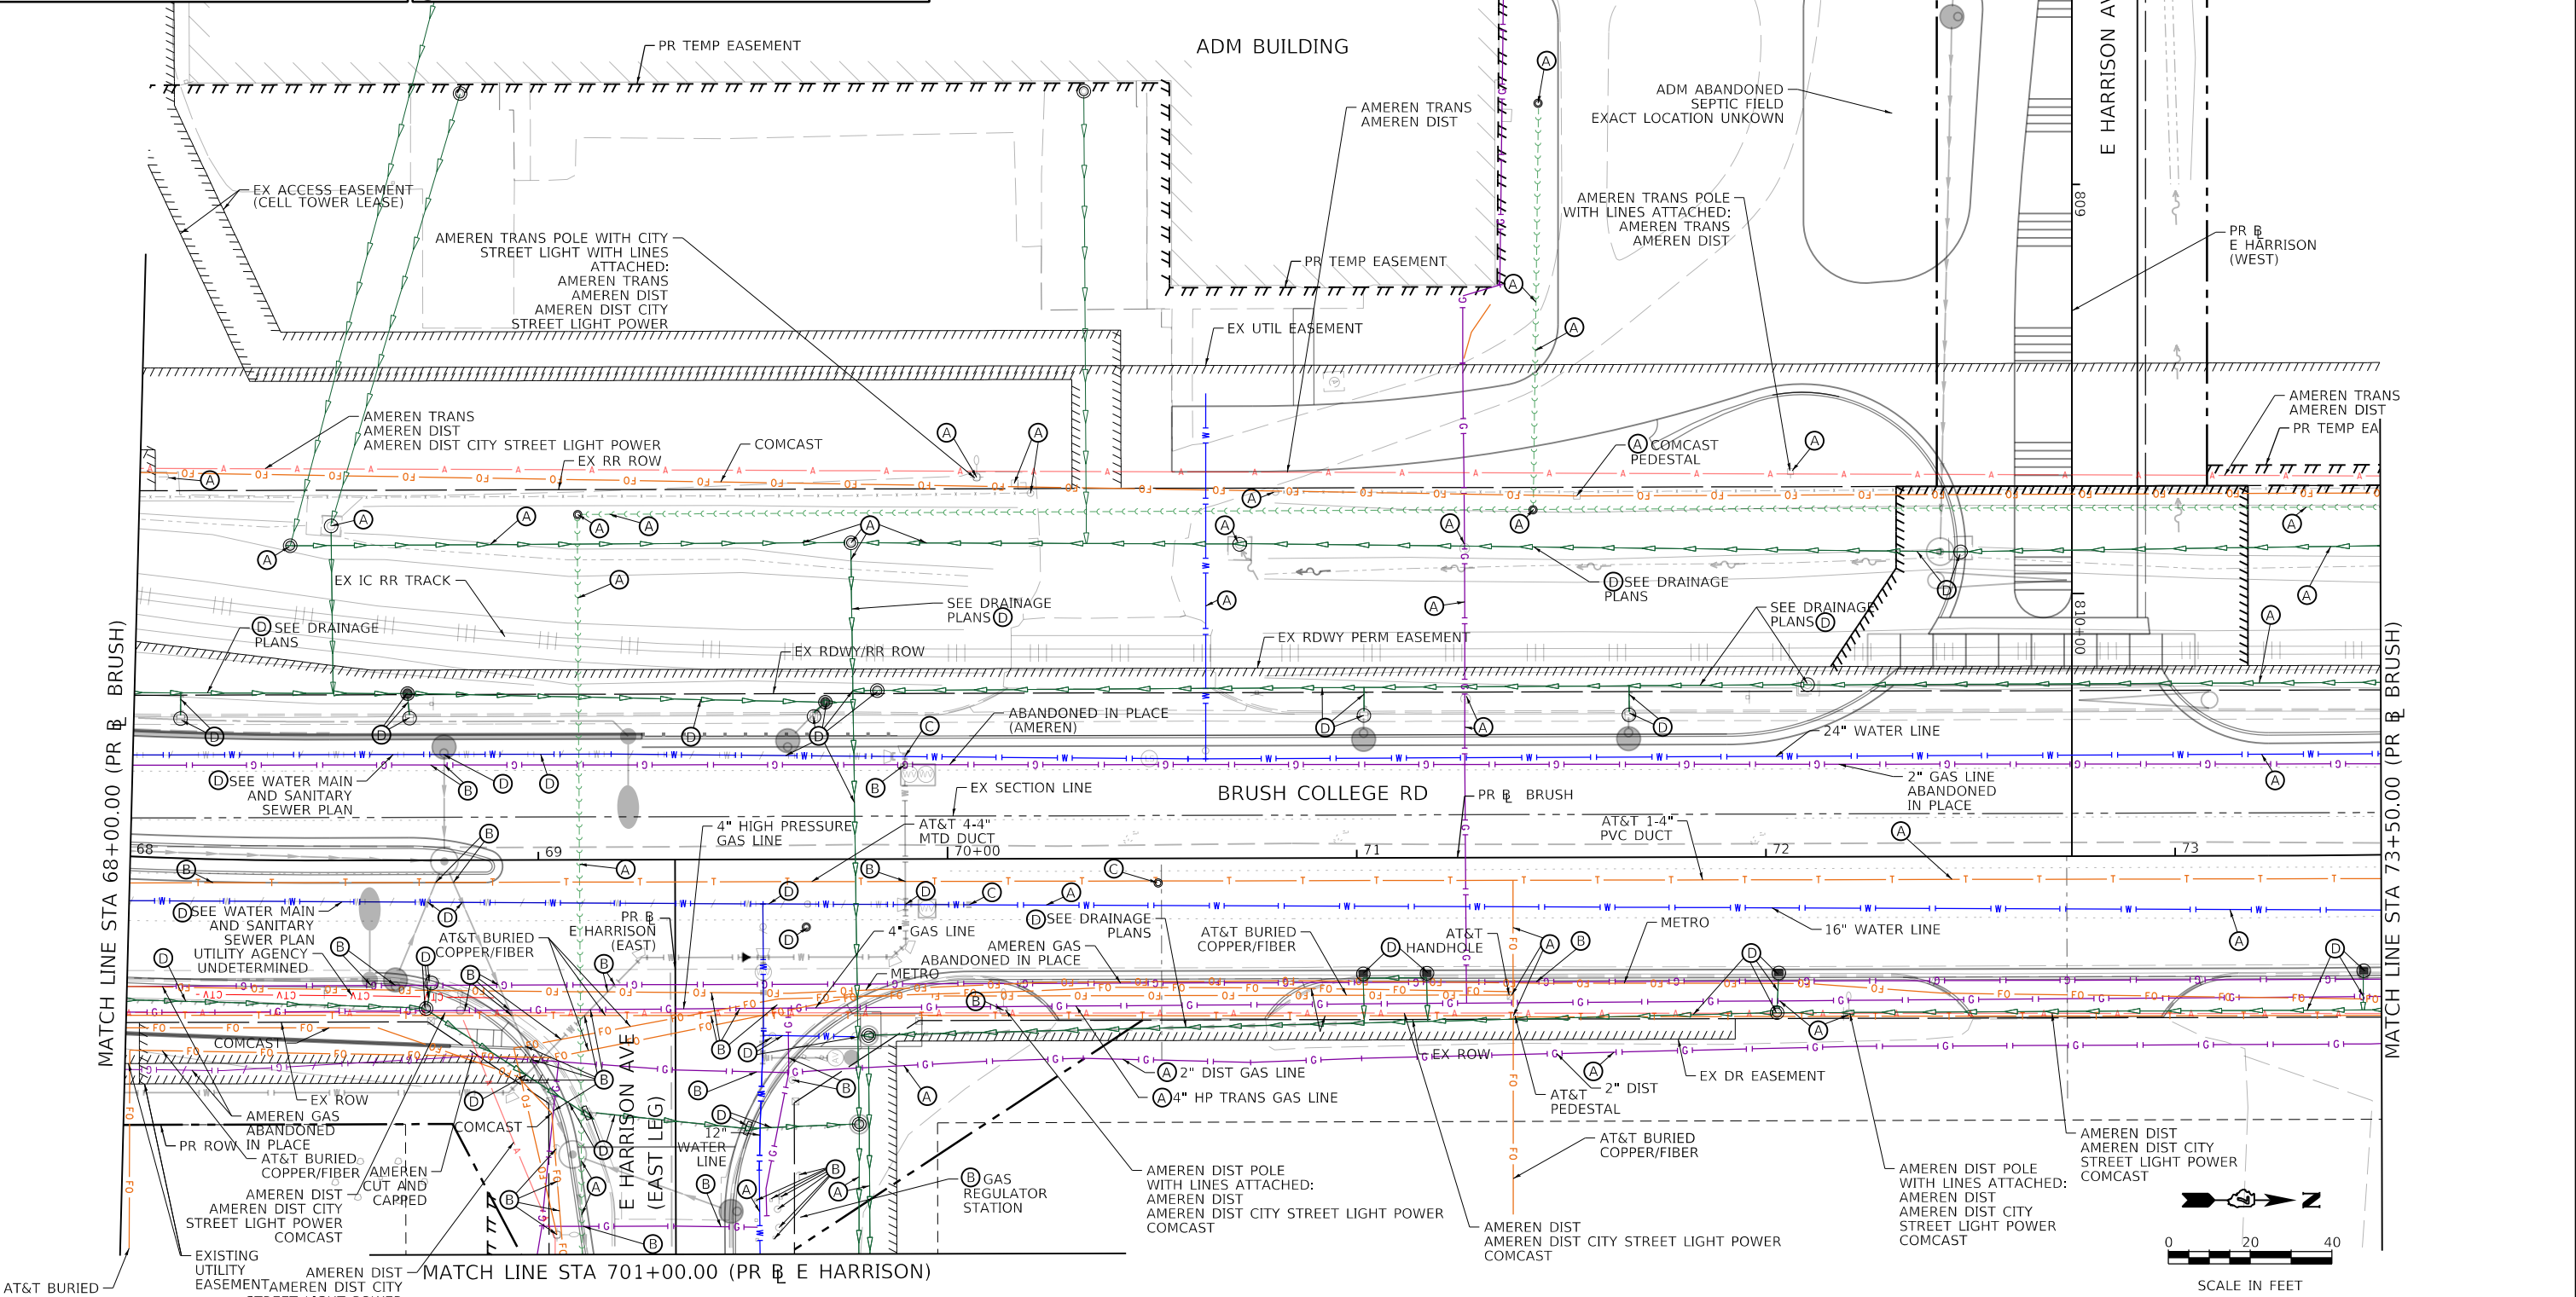 PR TEMP EASEMENT
ADM BUILDING
E HARRISON AV
AMEREN TRANS
AMEREN DIST
ADM ABANDONED
SEPTIC FIELD
EXACT LOCATION UNKOWN
EX ACCESS EASEMENT
(CELL TOWER LEASE)
AMEREN TRANS POLE WITH CITY
STREET LIGHT WITH LINES
ATTACHED:
AMEREN TRANS
AMEREN DIST
AMEREN DIST CITY
STREET LIGHT POWER
AMEREN TRANS POLE
WITH LINES ATTACHED:
AMEREN TRANS
AMEREN DIST
809
PR BL
E HARRISON
(WEST)
PR TEMP EASEMENT
EX UTIL EASEMENT
AMEREN TRANS
AMEREN DIST
AMEREN DIST CITY STREET LIGHT POWER
COMCAST
EX RR ROW
A COMCAST
PEDESTAL
AMEREN TRANS
AMEREN DIST
PR TEMP EA
EX IC RR TRACK
SEE DRAINAGE
PLANS D
D SEE DRAINAGE
PLANS
SEE DRAINAGE
PLANS D
810+00
D SEE DRAINAGE
PLANS
EX RDWY/RR ROW
EX RDWY PERM EASEMENT
ABANDONED IN PLACE
(AMEREN)
24" WATER LINE
D SEE WATER MAIN
AND SANITARY
SEWER PLAN
EX SECTION LINE
BRUSH COLLEGE RD
PR BL BRUSH
2" GAS LINE
ABANDONED
IN PLACE
4" HIGH PRESSURE
GAS LINE
AT&T 4-4"
MTD DUCT
AT&T 1-4"
PVC DUCT
68
69
70+00
71
72
73
MATCH LINE STA 68+00.00 (PR BL BRUSH)
MATCH LINE STA 73+50.00 (PR BL BRUSH)
D SEE WATER MAIN
AND SANITARY
SEWER PLAN
UTILITY AGENCY
UNDETERMINED
AT&T BURIED
COPPER/FIBER
PR BL
E HARRISON
(EAST)
4" GAS LINE
METRO
AMEREN GAS
ABANDONED IN PLACE
D SEE DRAINAGE
PLANS
AT&T BURIED
COPPER/FIBER
D HANDHOLE
AT&T
METRO
16" WATER LINE
COMCAST
EX ROW
AMEREN GAS
ABANDONED
IN PLACE
PR ROW
AT&T BURIED
COPPER/FIBER
AMEREN
CUT AND
CAPPED
COMCAST
E HARRISON AVE
(EAST LEG)
12"
WATER
LINE
A 2" DIST GAS LINE
A 4" HP TRANS GAS LINE
EX ROW
2" DIST
AT&T
PEDESTAL
EX DR EASEMENT
AMEREN DIST
AMEREN DIST CITY
STREET LIGHT POWER
COMCAST
EXISTING
UTILITY
EASEMENT
B GAS
REGULATOR
STATION
AMEREN DIST POLE
WITH LINES ATTACHED:
AMEREN DIST
AMEREN DIST CITY STREET LIGHT POWER
COMCAST
AT&T BURIED
COPPER/FIBER
AMEREN DIST
AMEREN DIST CITY STREET LIGHT POWER
COMCAST
AMEREN DIST POLE
WITH LINES ATTACHED:
AMEREN DIST
AMEREN DIST CITY
STREET LIGHT POWER
COMCAST
AMEREN DIST
AMEREN DIST CITY
STREET LIGHT POWER
COMCAST
AT&T BURIED
AMEREN DIST
AMEREN DIST CITY
MATCH LINE STA 701+00.00 (PR BL E HARRISON)
N
0 20 40
SCALE IN FEET